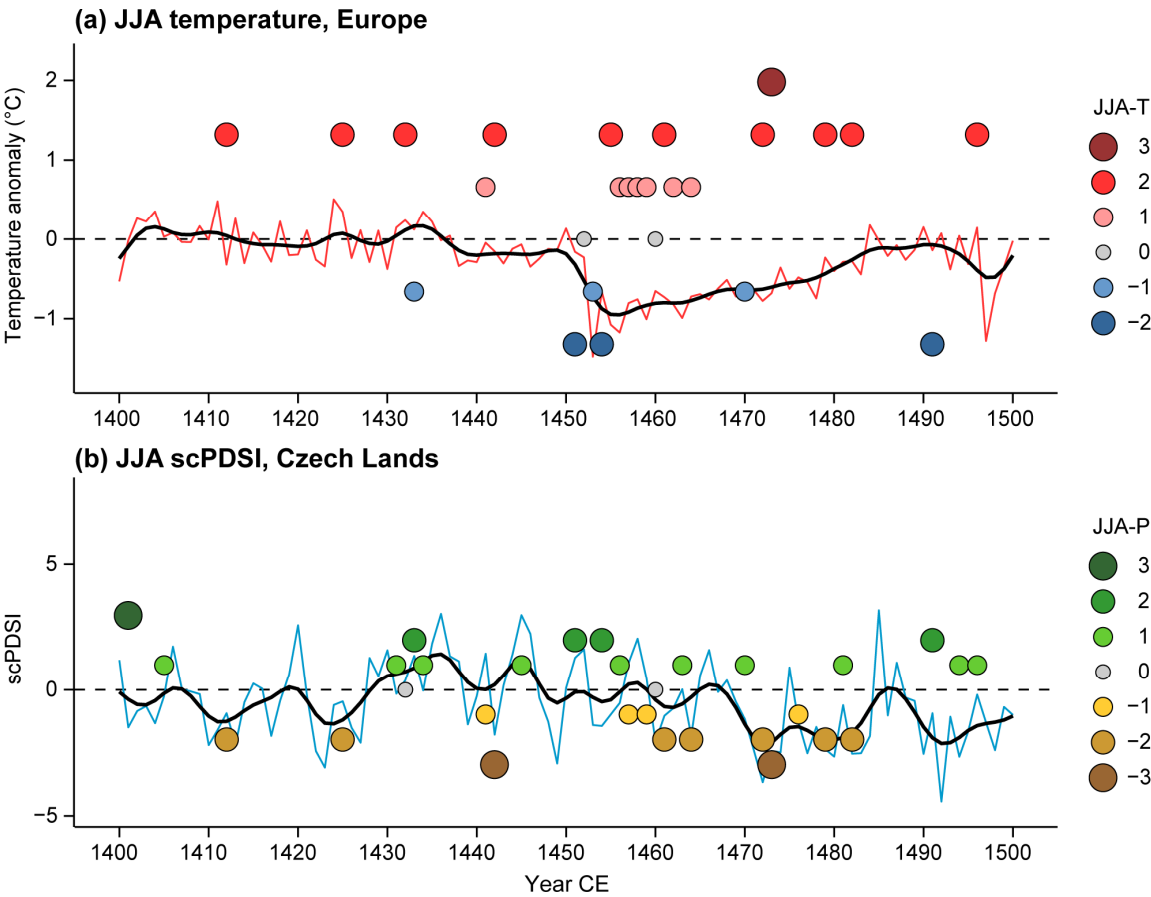 (a) JJA temperature, Europe
Temperature anomaly (°C)
2
1
0
−1
1400 1410 1420 1430 1440 1450 1460 1470 1480 1490 1500
JJA-T
3
2
1
0
−1
−2
(b) JJA scPDSI, Czech Lands
scPDSI
5
0
−5
1400 1410 1420 1430 1440 1450 1460 1470 1480 1490 1500
Year CE
JJA-P
3
2
1
0
−1
−2
−3